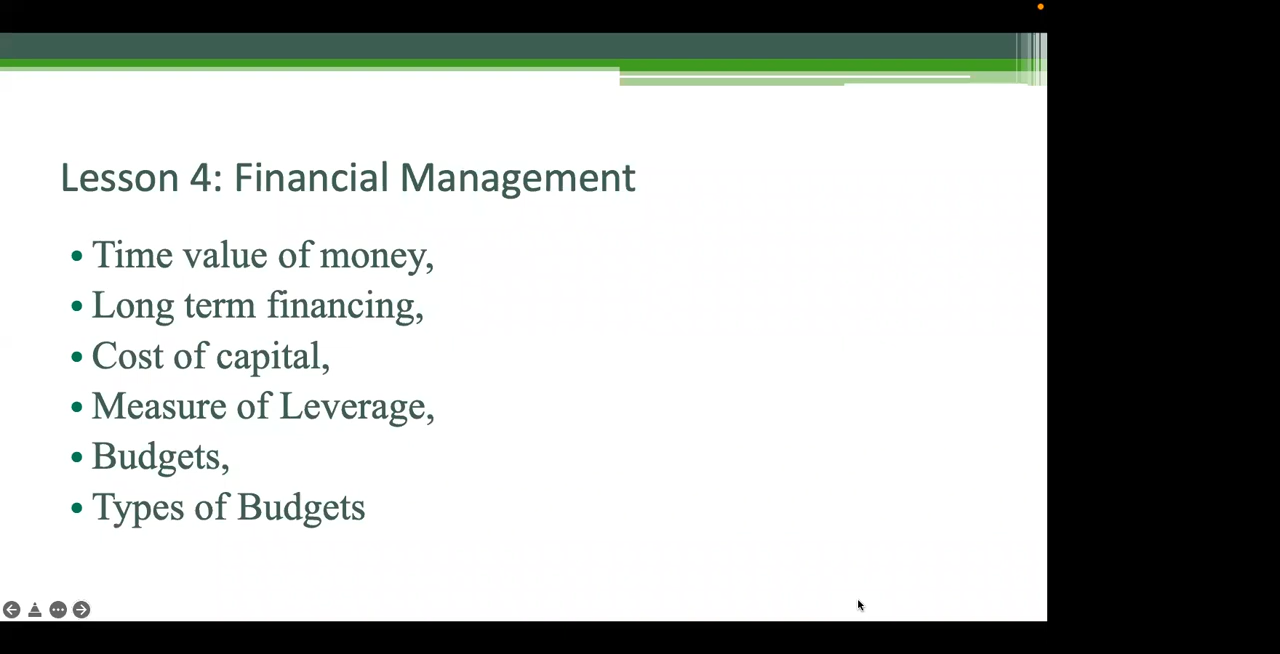 Lesson 4: Financial Management
• Time value of money,
• Long term financing,
• Cost of capital,
• Measure of Leverage,
• Budgets,
• Types of Budgets